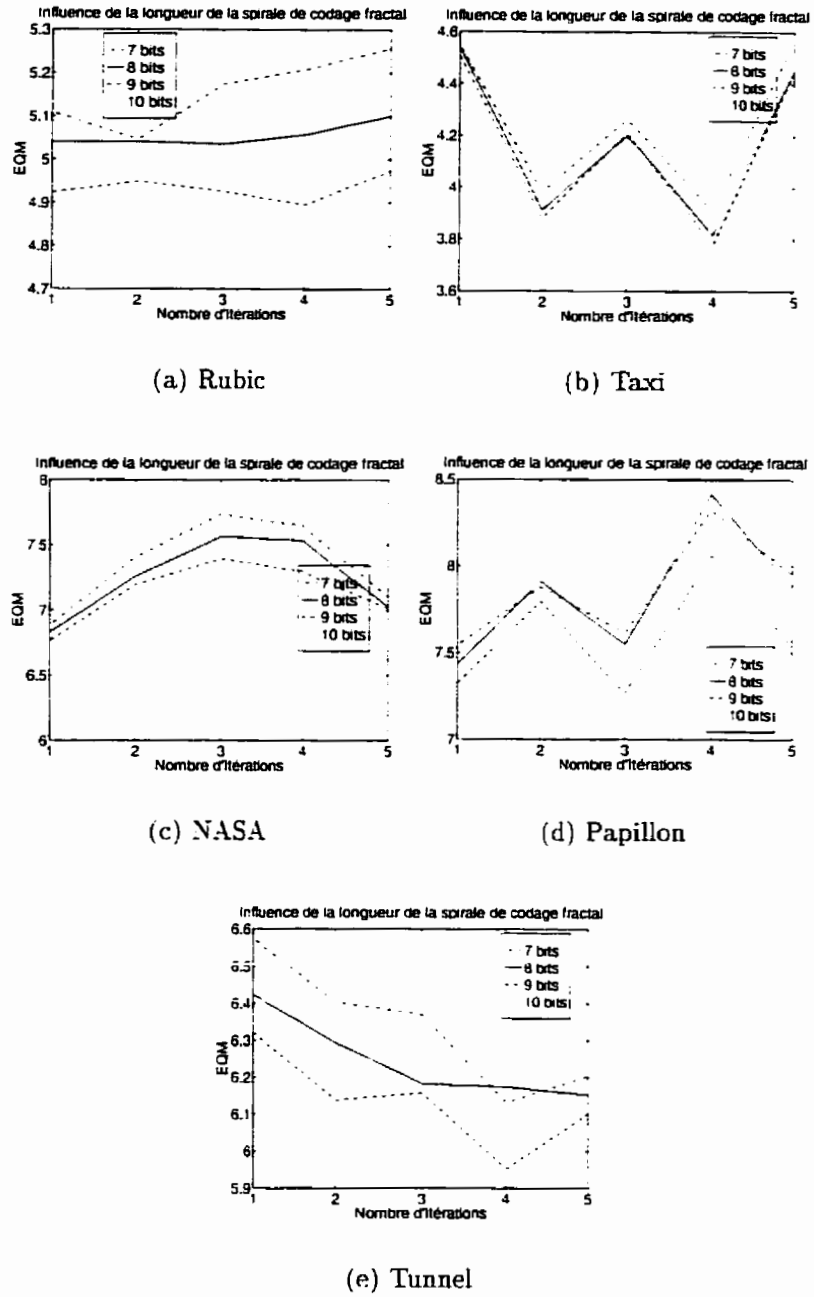 Influence de la longueur de la spirale de codage fractal
5.3
5.2
5.1
5
4.9
4.8
4.7
EQM
7 bits
8 bits
9 bits
10 bits
1 2 3 4 5
Nombre d'Itérations
(a) Rubic
Influence de la longueur de la spirale de codage fractal
4.6
4.4
4.2
4
3.8
3.6
EQM
7 bits
8 bits
9 bits
10 bits
1 2 3 4 5
Nombre d'Itérations
(b) Taxi
Influence de la longueur de la spirale de codage fractal
8
7.5
7
6.5
6
EQM
7 bits
8 bits
9 bits
10 bits
1 2 3 4 5
Nombre d'Itérations
(c) NASA
Influence de la longueur de la spirale de codage fractal
8.5
8
7.5
7
EQM
7 bits
8 bits
9 bits
10 bits
1 2 3 4 5
Nombre d'Itérations
(d) Papillon
Influence de la longueur de la spirale de codage fractal
6.6
6.5
6.4
6.3
6.2
6.1
6
5.9
EQM
7 bits
8 bits
9 bits
10 bits
1 2 3 4 5
Nombre d'Itérations
(e) Tunnel